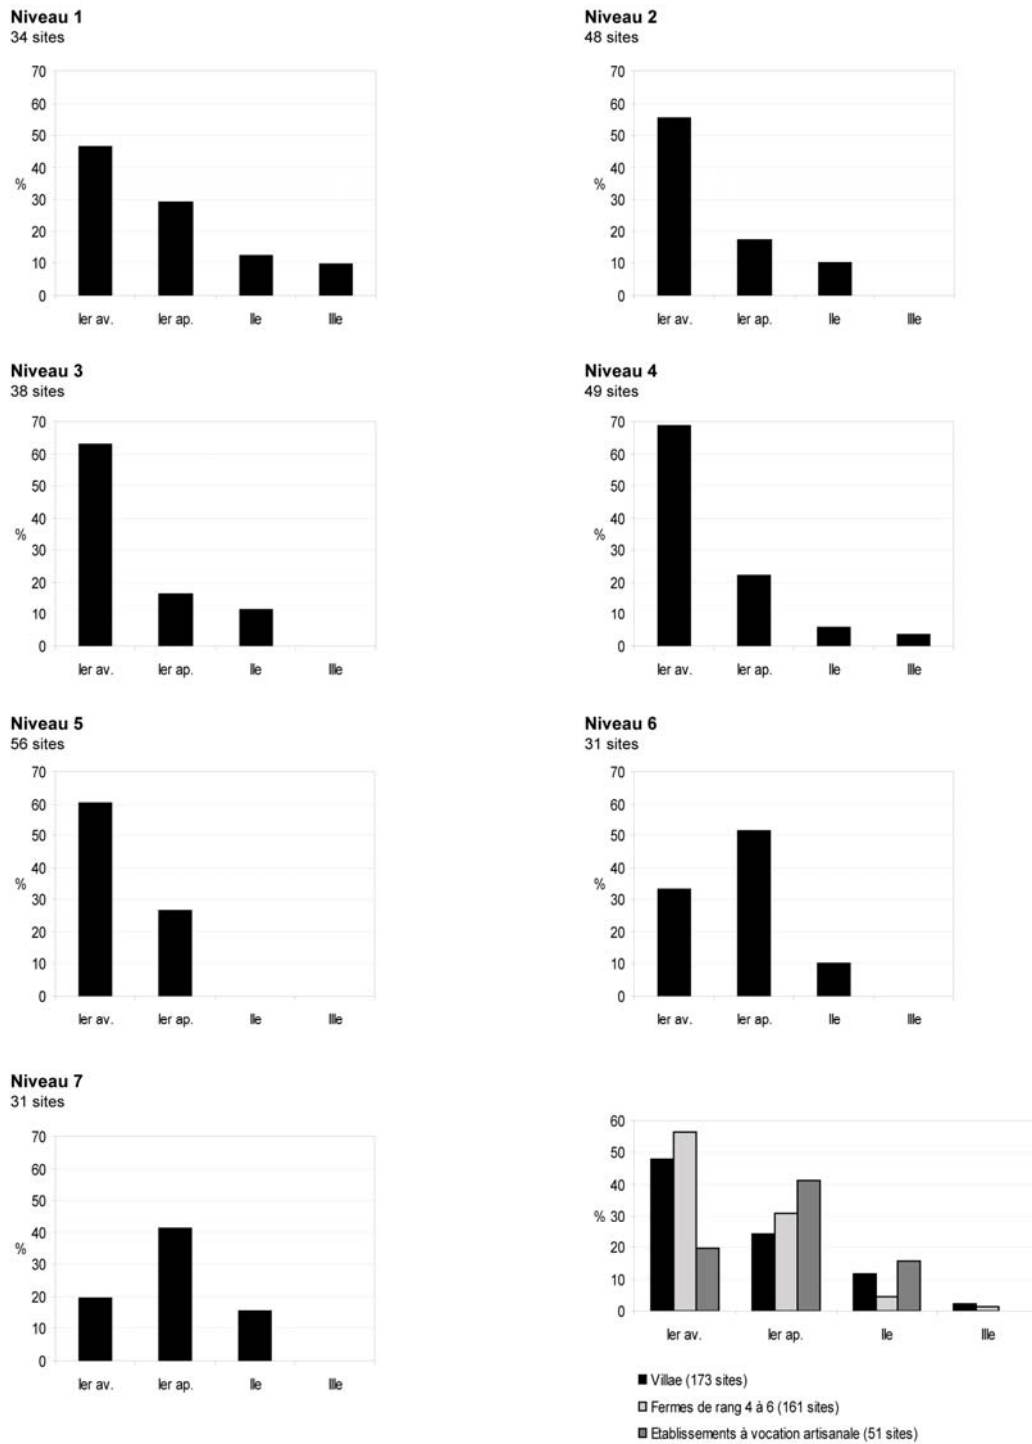 Niveau 1
34 sites
70
60
50
40
%
30
20
10
0
Ier av.
Ier ap.
IIe
IIIe
Niveau 2
48 sites
70
60
50
40
%
30
20
10
0
Ier av.
Ier ap.
IIe
IIIe
Niveau 3
38 sites
70
60
50
40
%
30
20
10
0
Ier av.
Ier ap.
IIe
IIIe
Niveau 4
49 sites
70
60
50
40
%
30
20
10
0
Ier av.
Ier ap.
IIe
IIIe
Niveau 5
56 sites
70
60
50
40
%
30
20
10
0
Ier av.
Ier ap.
IIe
IIIe
Niveau 6
31 sites
70
60
50
40
%
30
20
10
0
Ier av.
Ier ap.
IIe
IIIe
Niveau 7
31 sites
70
60
50
40
%
30
20
10
0
Ier av.
Ier ap.
IIe
IIIe
60
50
40
%
30
20
10
0
Ier av.
Ier ap.
IIe
IIIe
Villae (173 sites)
Fermes de rang 4 à 6 (161 sites)
Etablissements à vocation artisanale (51 sites)